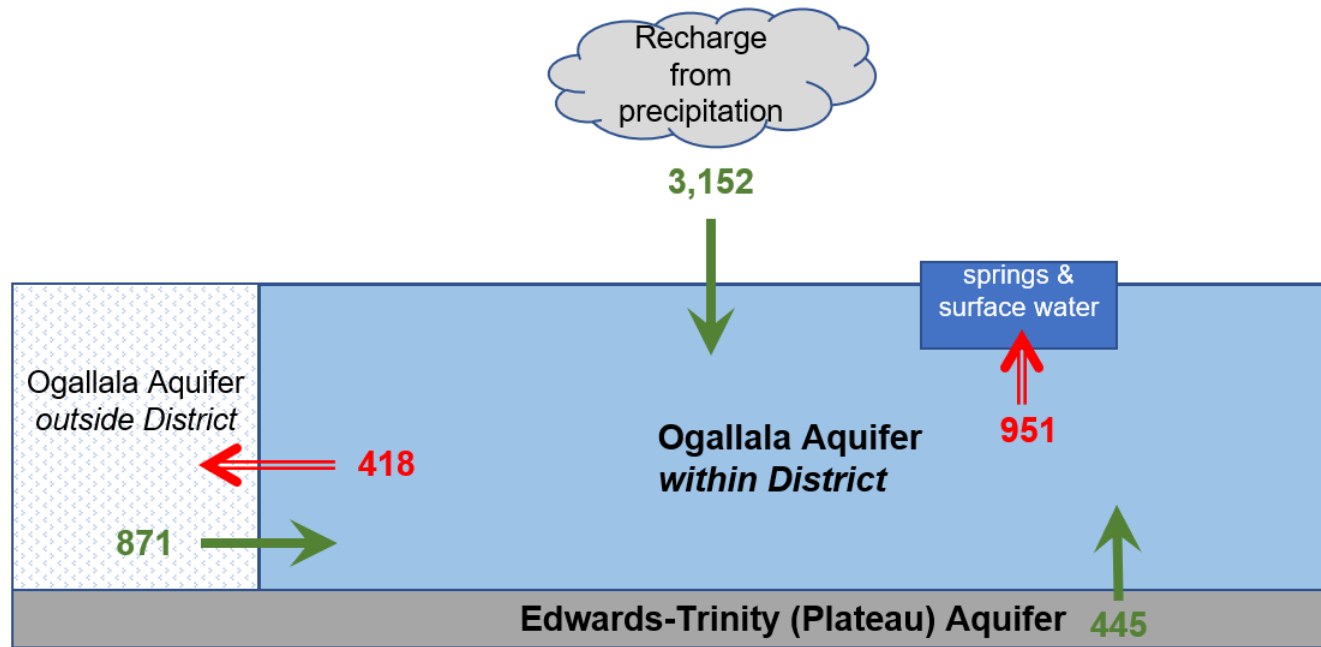 Recharge
from
precipitation
3,152
springs &
surface water
Ogallala Aquifer
outside District
951
Ogallala Aquifer
within District
418
871
Edwards-Trinity (Plateau) Aquifer
445